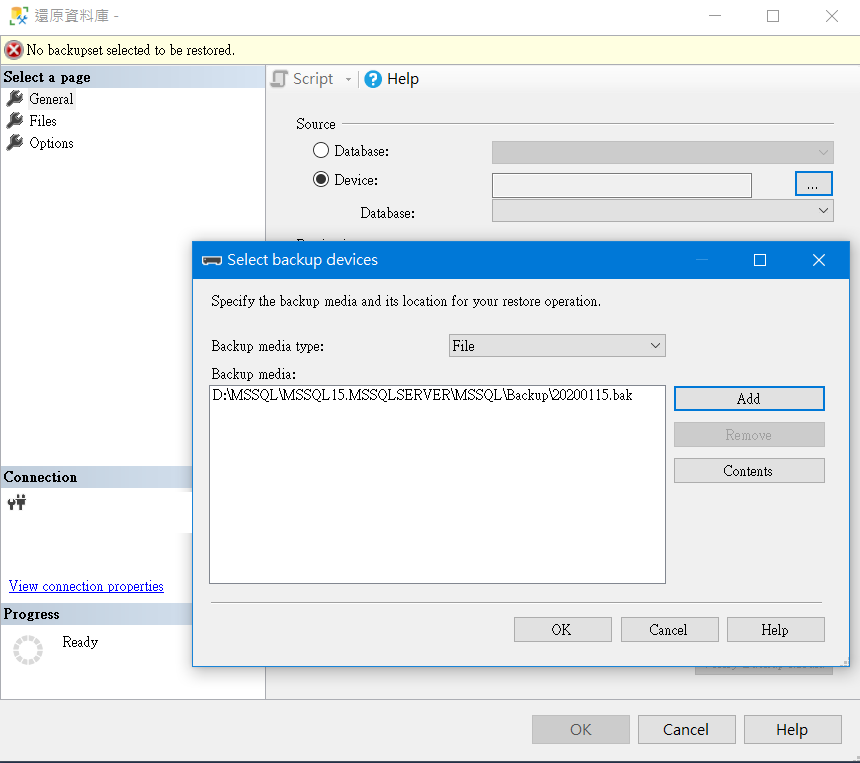 還原資料庫 -
No backupset selected to be restored.
Select a page
General
Files
Options
Script
Help
Source
Database:
Device:
...
Database:
Select backup devices
Specify the backup media and its location for your restore operation.
Backup media type:
File
Backup media:
D:\MSSQL\MSSQL15.MSSQLSERVER\MSSQL\Backup\20200115.bak
Add
Remove
Contents
OK
Cancel
Help
Connection
View connection properties
Progress
Ready
OK
Cancel
Help